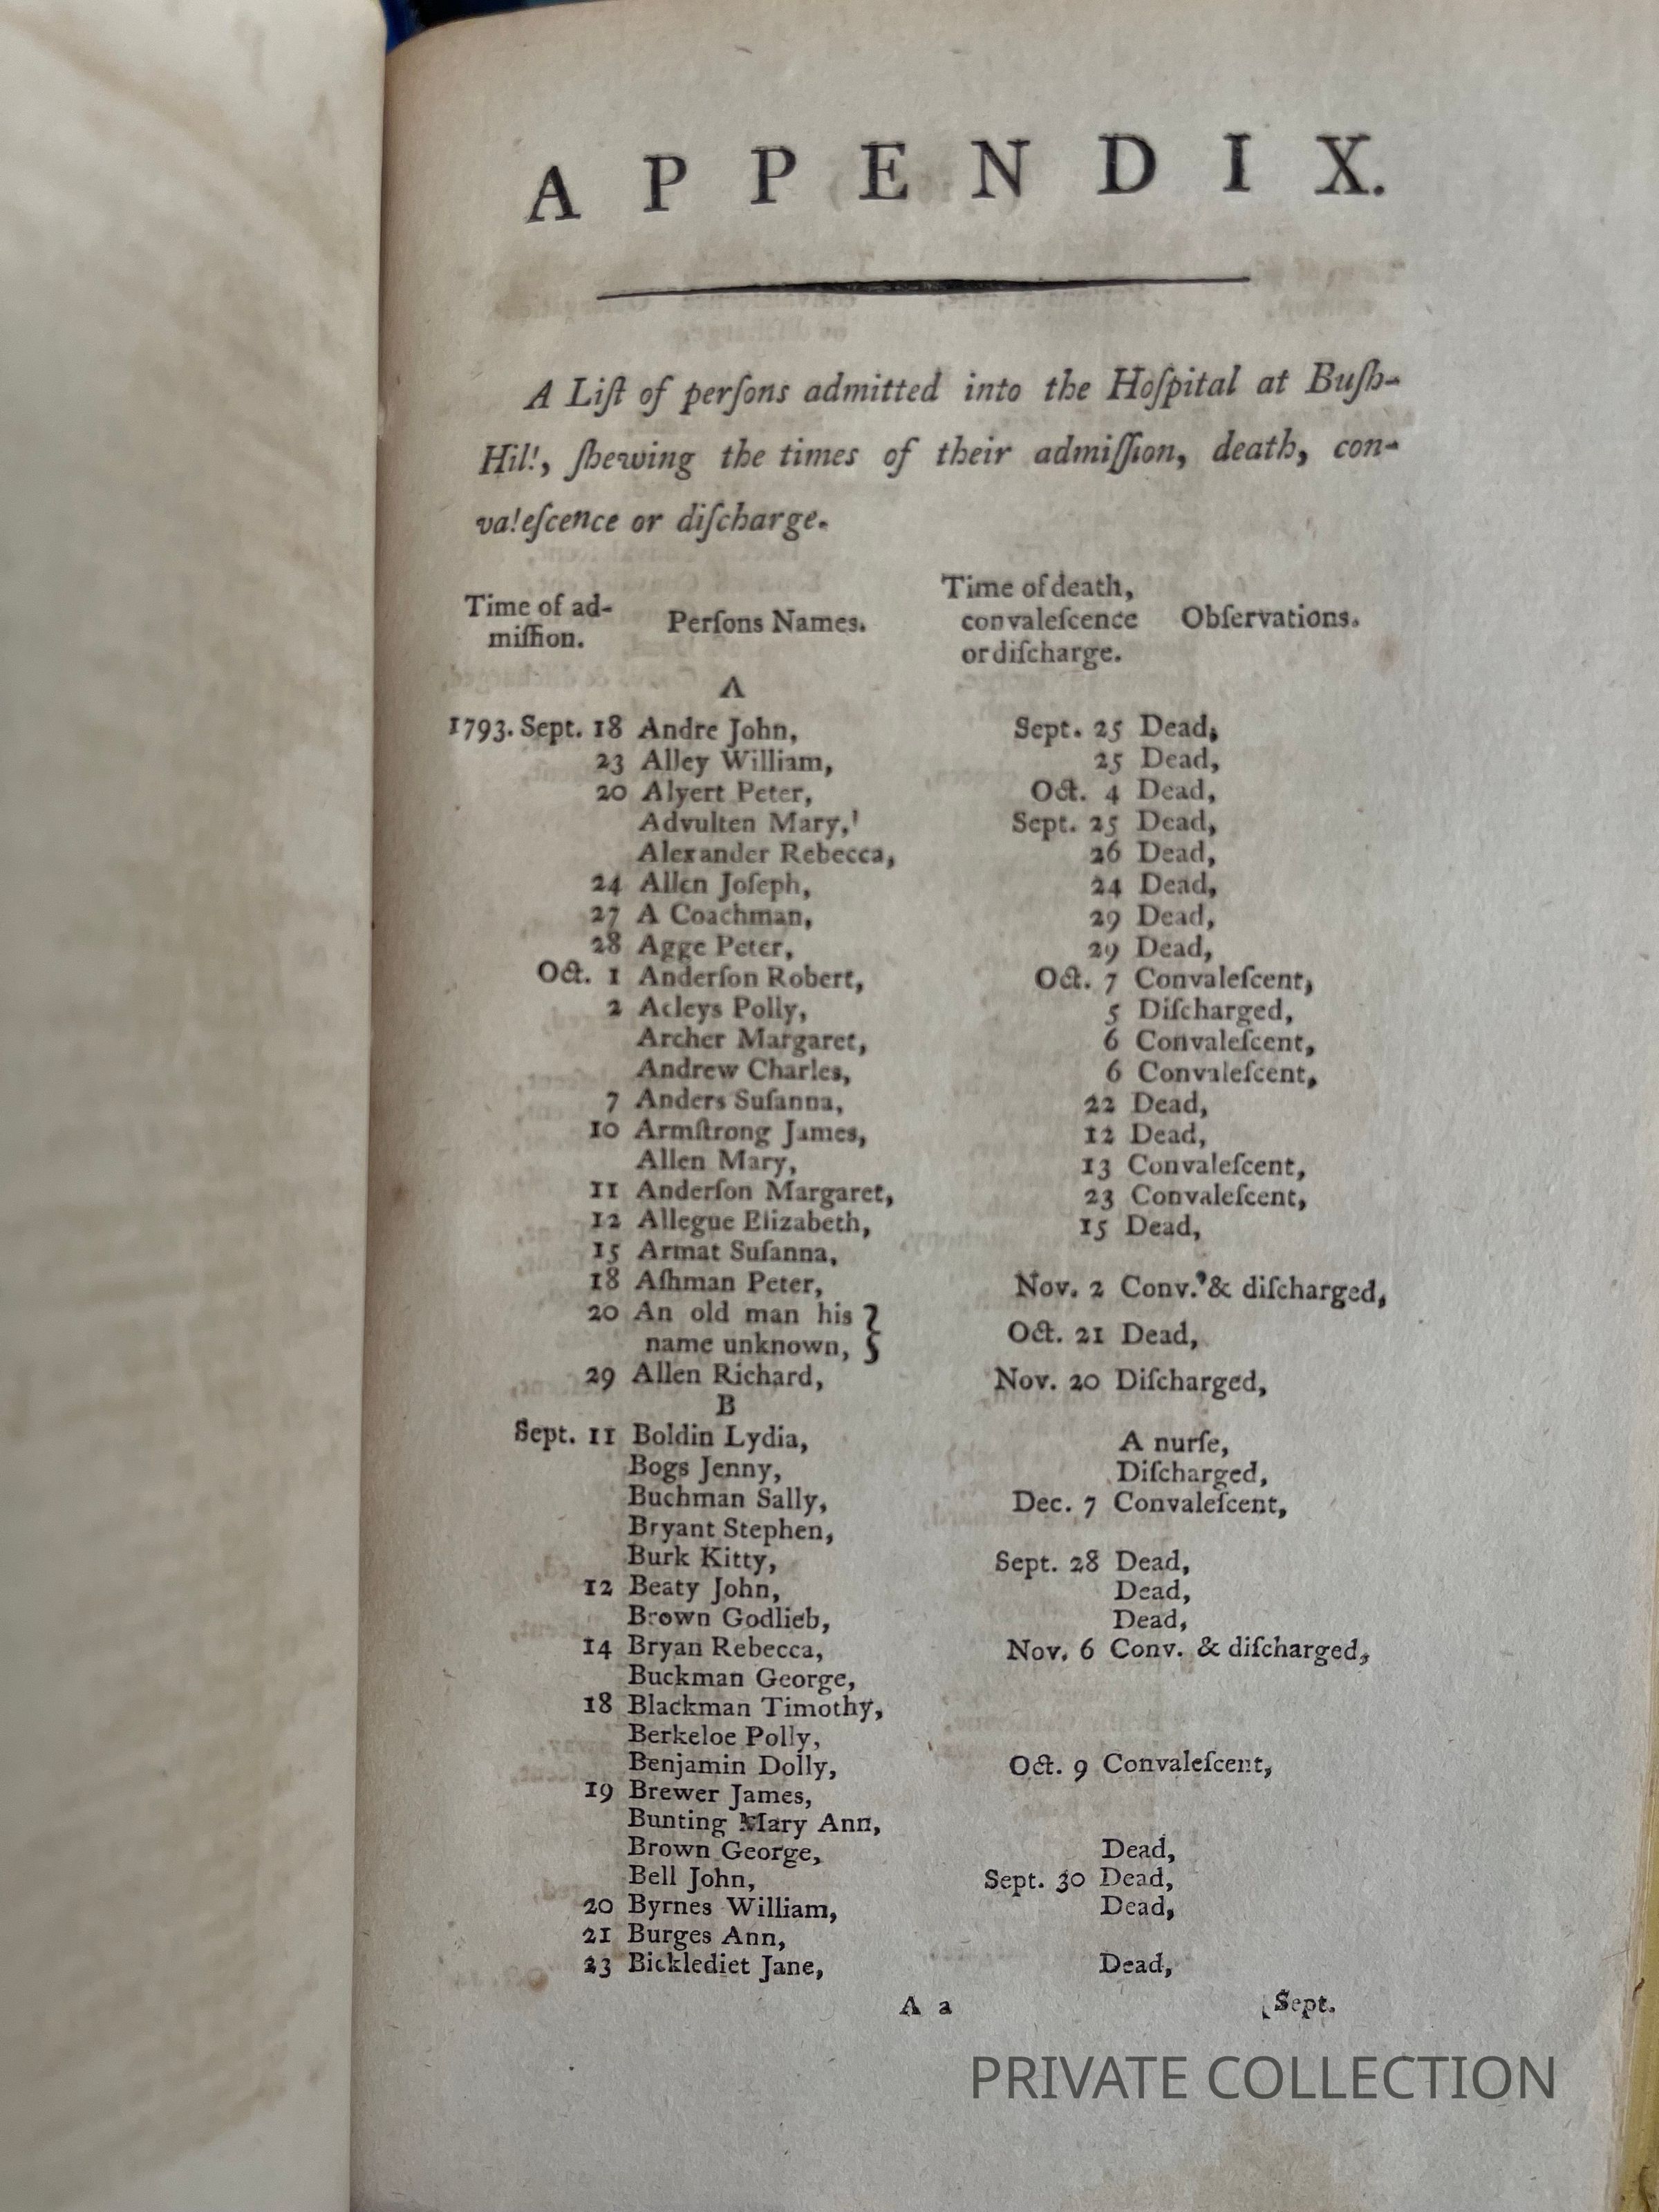 APPENDIX.
A Liſt of perſons admitted into the Hoſpital at Buſh-
Hill, ſhewing the times of their admiſſion, death, con-
valeſcence or diſcharge.
Time of ad-
miſſion.
Perſons Names.
Time of death,
convaleſcence
or diſcharge.
Obſervations.
A
1793. Sept. 18 Andre John, Sept. 25 Dead,
23 Alley William, 25 Dead,
20 Alyert Peter, Oct. 4 Dead,
Advulten Mary, Sept. 25 Dead,
Alexander Rebecca, 26 Dead,
24 Allen Joſeph, 24 Dead,
27 A Coachman, 29 Dead,
28 Agge Peter, 29 Dead,
Oct. 1 Anderſon Robert, Oct. 7 Convaleſcent,
2 Acleys Polly, 5 Diſcharged,
Archer Margaret, 6 Convaleſcent,
Andrew Charles, 6 Convaleſcent,
7 Anders Suſanna, 22 Dead,
10 Armſtrong James, 12 Dead,
Allen Mary, 13 Convaleſcent,
11 Anderſon Margaret, 23 Convaleſcent,
12 Allegue Elizabeth, 15 Dead,
15 Armat Suſanna,
18 Aſhman Peter, Nov. 2 Conv. & diſcharged,
20 An old man his
name unknown, } Oct. 21 Dead,
29 Allen Richard, Nov. 20 Diſcharged,
B
Sept. 11 Boldin Lydia, A nurſe,
Bogs Jenny, Diſcharged,
Buchman Sally, Dec. 7 Convaleſcent,
Bryant Stephen,
Burk Kitty, Sept. 28 Dead,
12 Beaty John, Dead,
Brown Godlieb, Dead,
14 Bryan Rebecca, Nov. 6 Conv. & diſcharged,
Buckman George,
18 Blackman Timothy,
Berkeloe Polly,
Benjamin Dolly, Oct. 9 Convaleſcent,
19 Brewer James,
Bunting Mary Ann,
Brown George, Dead,
Bell John, Sept. 30 Dead,
20 Byrnes William, Dead,
21 Burges Ann,
23 Bicklediet Jane, Dead,
A a
Sept.
PRIVATE COLLECTION